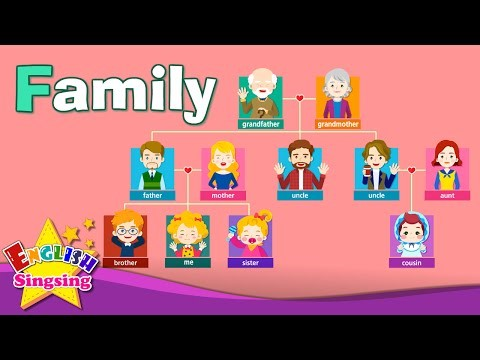 Family
grandfather
grandmother
father
mother
uncle
uncle
aunt
brother
me
sister
cousin
ENGLISH
Singsing